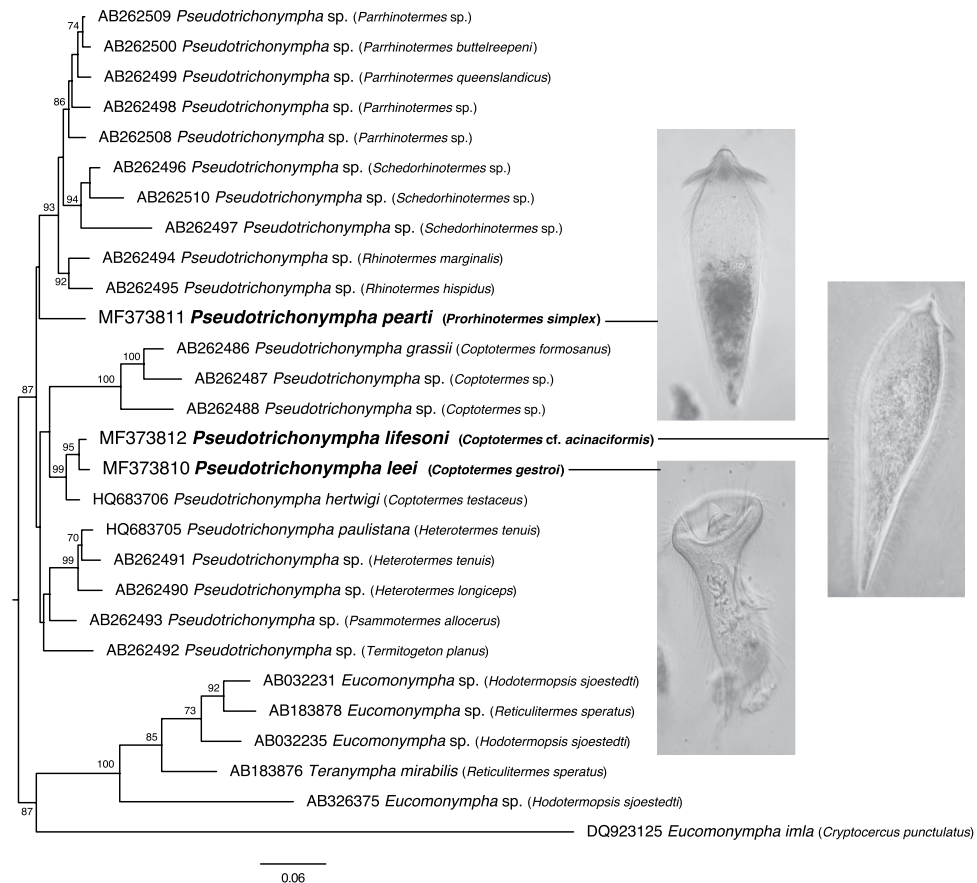 AB262509 Pseudotrichonympha sp. (Parrhinotermes sp.)
74
AB262500 Pseudotrichonympha sp. (Parrhinotermes buttelreepeni)
AB262499 Pseudotrichonympha sp. (Parrhinotermes queenslandicus)
86
AB262498 Pseudotrichonympha sp. (Parrhinotermes sp.)
AB262508 Pseudotrichonympha sp. (Parrhinotermes sp.)
AB262496 Pseudotrichonympha sp. (Schedorhinotermes sp.)
94
AB262510 Pseudotrichonympha sp. (Schedorhinotermes sp.)
93
AB262497 Pseudotrichonympha sp. (Schedorhinotermes sp.)
AB262494 Pseudotrichonympha sp. (Rhinotermes marginalis)
92
AB262495 Pseudotrichonympha sp. (Rhinotermes hispidus)
MF373811 Pseudotrichonympha pearti (Prorhinotermes simplex)
AB262486 Pseudotrichonympha grassii (Coptotermes formosanus)
100
100
AB262487 Pseudotrichonympha sp. (Coptotermes sp.)
87
AB262488 Pseudotrichonympha sp. (Coptotermes sp.)
MF373812 Pseudotrichonympha lifesoni (Coptotermes cf. acinaciformis)
95
99
MF373810 Pseudotrichonympha leei (Coptotermes gestroi)
HQ683706 Pseudotrichonympha hertwigi (Coptotermes testaceus)
HQ683705 Pseudotrichonympha paulistana (Heterotermes tenuis)
70
99
AB262491 Pseudotrichonympha sp. (Heterotermes tenuis)
AB262490 Pseudotrichonympha sp. (Heterotermes longiceps)
AB262493 Pseudotrichonympha sp. (Psammotermes allocerus)
AB262492 Pseudotrichonympha sp. (Termitogeton planus)
AB032231 Eucomonympha sp. (Hodotermopsis sjoestedti)
92
AB183878 Eucomonympha sp. (Reticulitermes speratus)
73
AB032235 Eucomonympha sp. (Hodotermopsis sjoestedti)
85
AB183876 Teranympha mirabilis (Reticulitermes speratus)
100
AB326375 Eucomonympha sp. (Hodotermopsis sjoestedti)
87
DQ923125 Eucomonympha imla (Cryptocercus punctulatus)
0.06